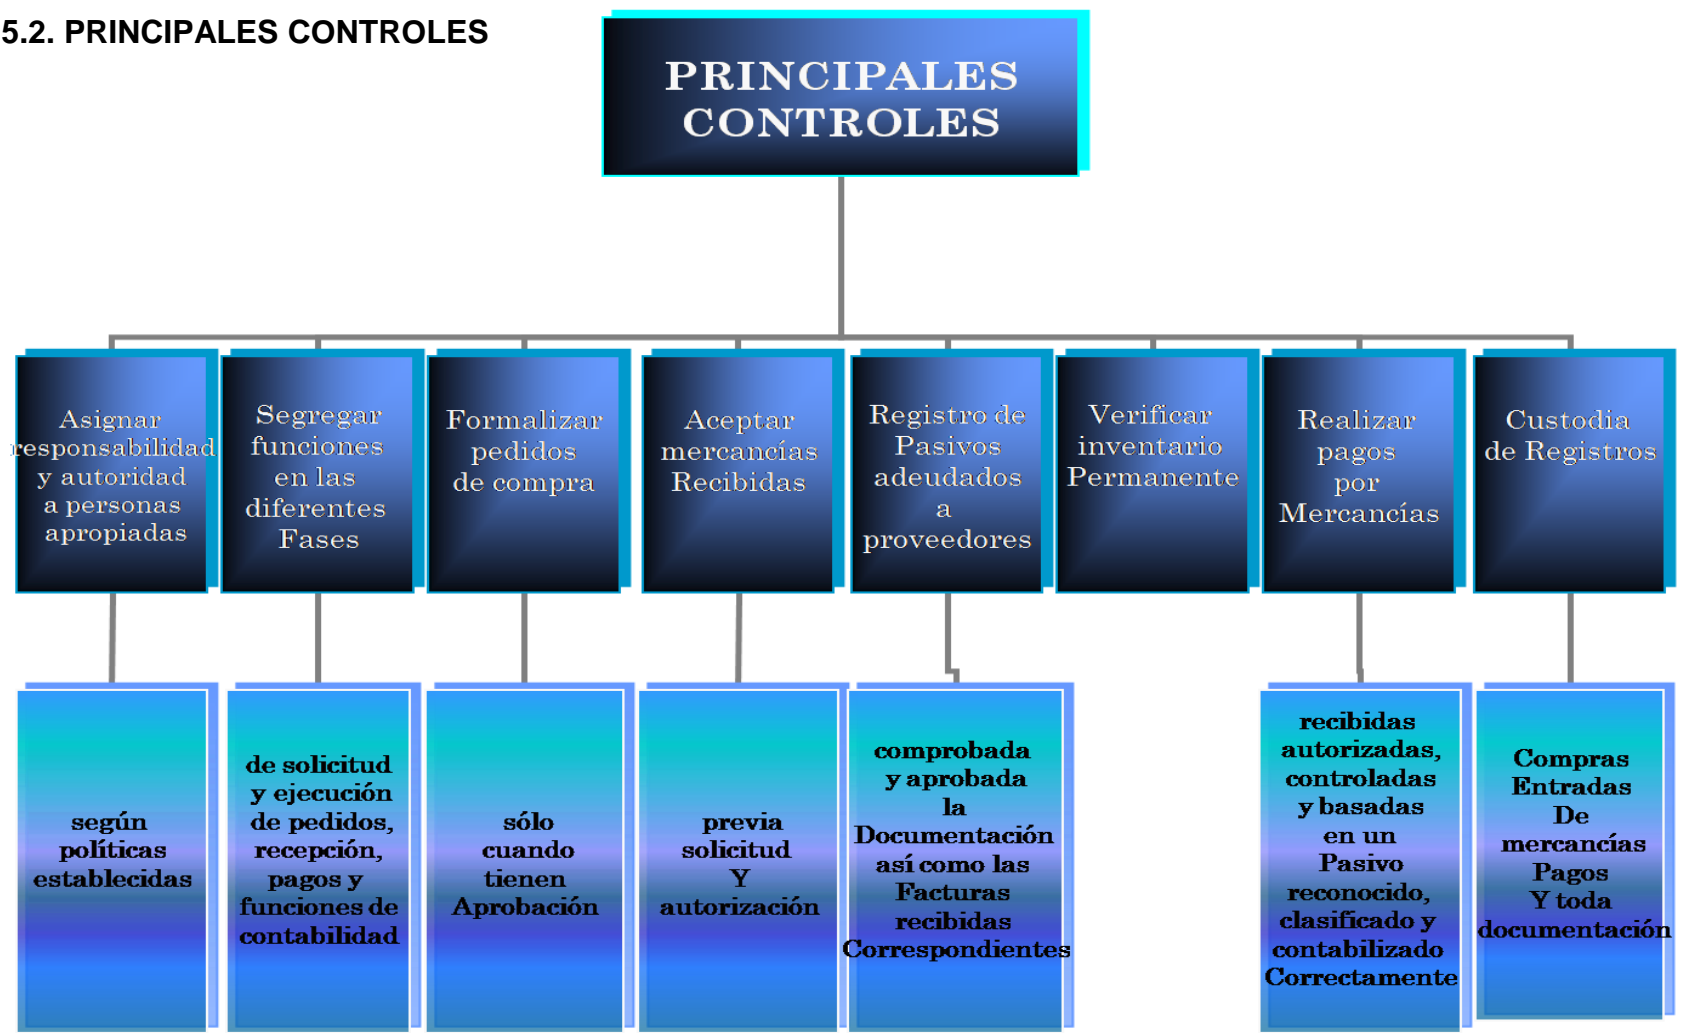 5.2. PRINCIPALES CONTROLES
PRINCIPALES
CONTROLES
Asignar
responsabilidad
y autoridad
a personas
apropiadas
Segregar
funciones
en las
diferentes
Fases
Formalizar
pedidos
de compra
Aceptar
mercancías
Recibidas
Registro de
Pasivos
adeudados
a
proveedores
Verificar
inventario
Permanente
Realizar
pagos
por
Mercancías
Custodia
de Registros
según
políticas
establecidas
de solicitud
y ejecución
de pedidos,
recepción,
pagos y
funciones de
contabilidad
sólo
cuando
tienen
Aprobación
previa
solicitud
Y
autorización
comprobada
y aprobada
la
Documentación
así como las
Facturas
recibidas
Correspondientes
recibidas
autorizadas,
controladas
y basadas
en un
Pasivo
reconocido,
clasificado y
contabilizado
Correctamente
Compras
Entradas
De
mercancías
Pagos
Y toda
documentación